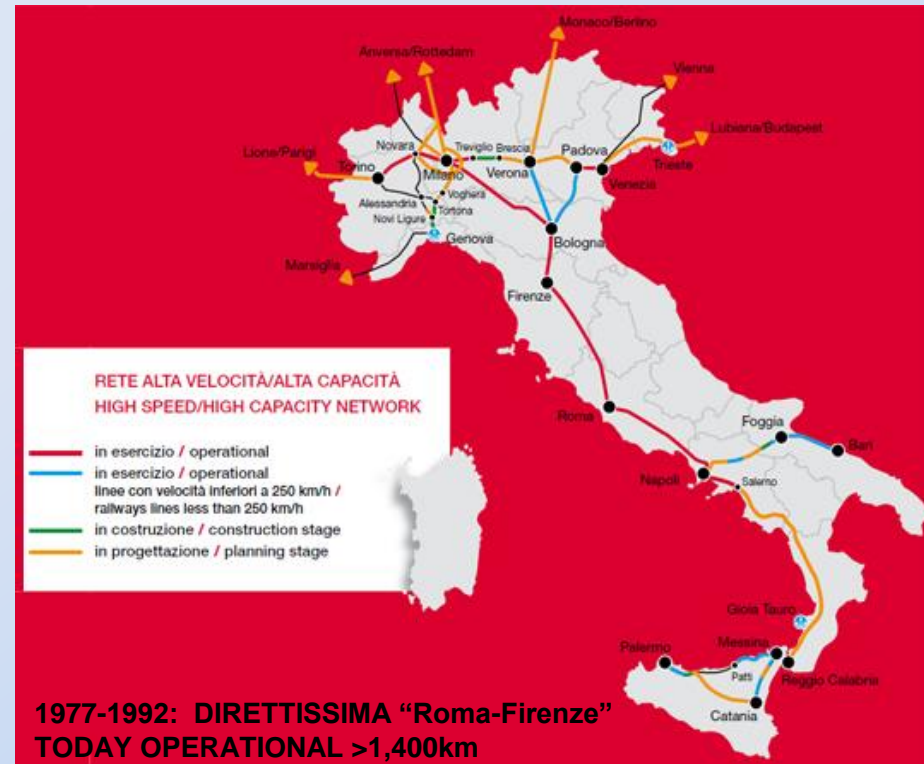 Monaco/Berlino
Anversa/Rottedam
Vienna
Lubiana/Budapest
Lione/Parigi
Novara
Treviglio
Brescia
Padova
Trieste
Torino
Milano
Verona
Venezia
Voghera
Alessandria
Tortona
Novi Ligure
Genova
Bologna
Marsiglia
Firenze
RETE ALTA VELOCITÀ/ALTA CAPACITÀ
HIGH SPEED/HIGH CAPACITY NETWORK
in esercizio / operational
in esercizio / operational
linee con velocità inferiori a 250 km/h /
railways lines less than 250 km/h
in costruzione / construction stage
in progettazione / planning stage
Roma
Foggia
Bari
Napoli
Salerno
Gioia Tauro
Palermo
Messina
Patti
Reggio Calabria
Catania
1977-1992: DIRETTISSIMA “Roma-Firenze”
TODAY OPERATIONAL >1,400km